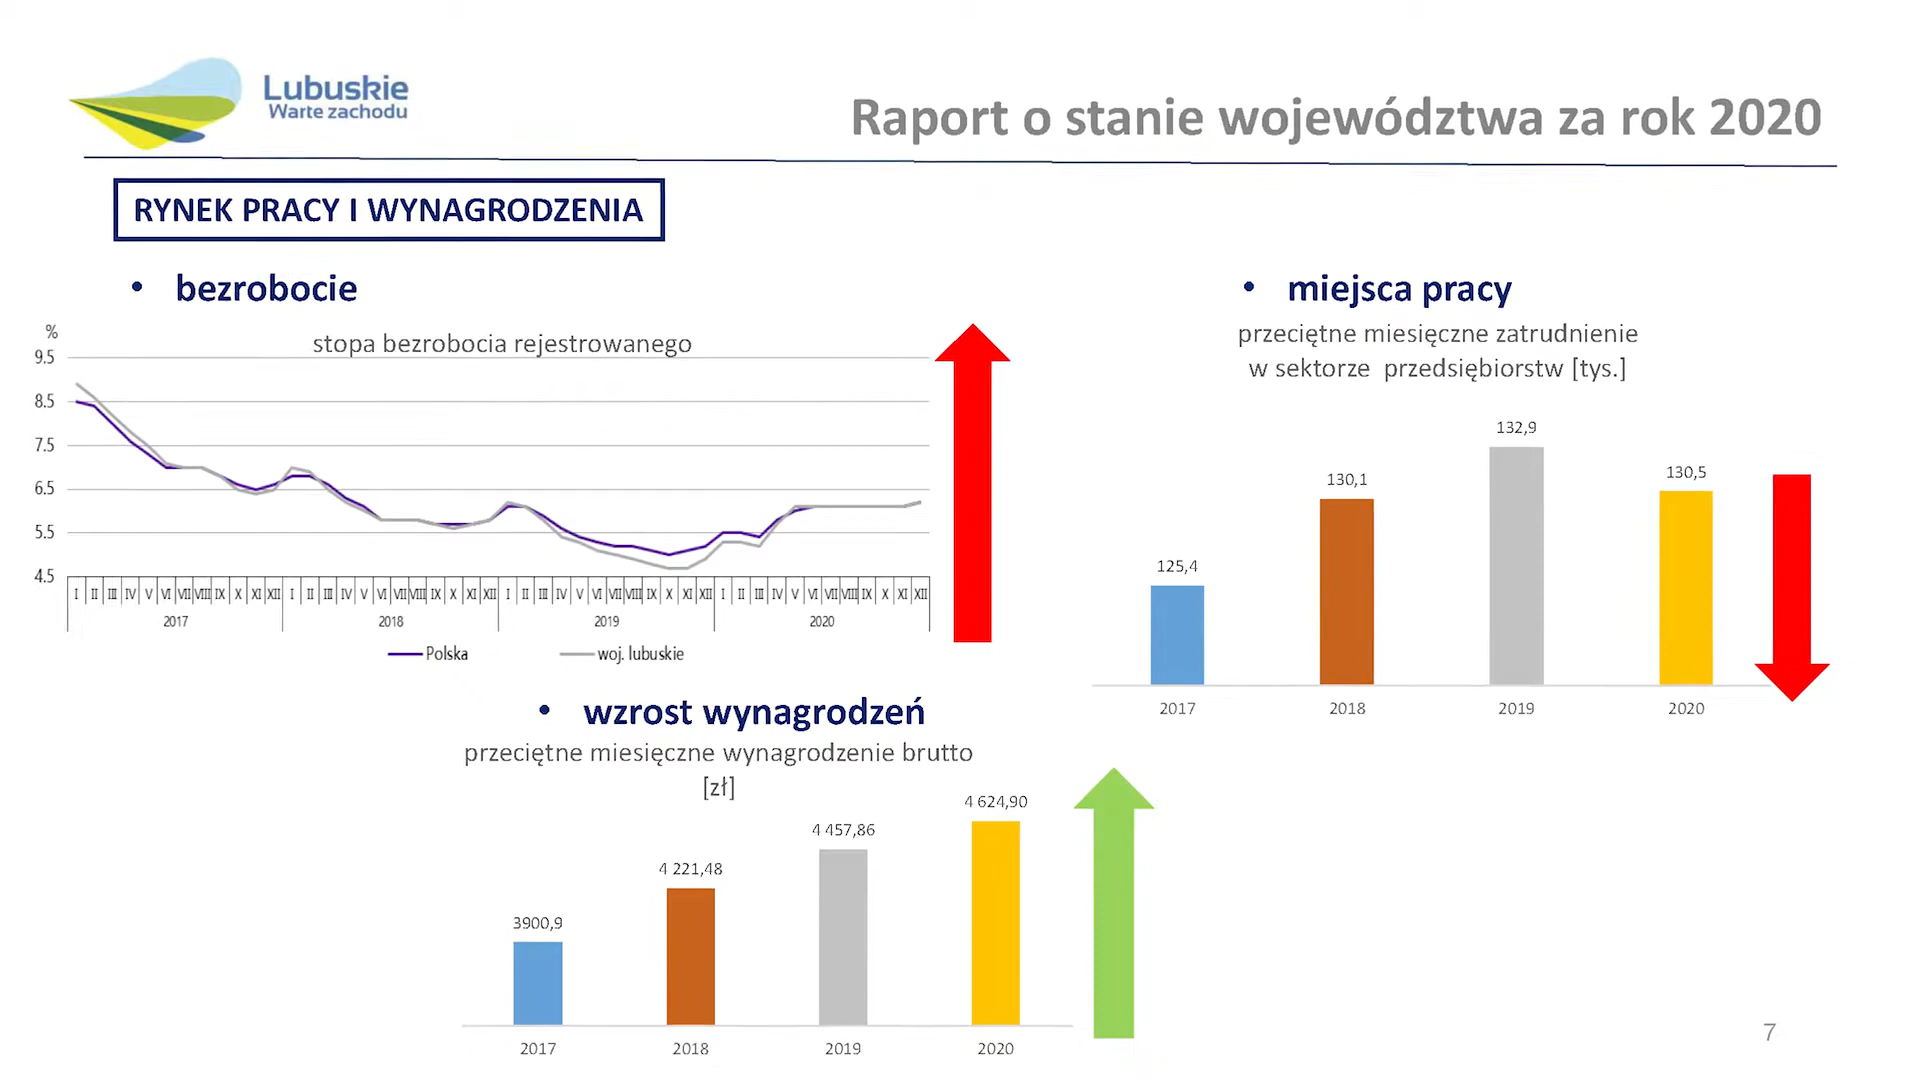 Lubuskie
Warte zachodu
Raport o stanie województwa za rok 2020
RYNEK PRACY I WYNAGRODZENIA
• bezrobocie
%
stopa bezrobocia rejestrowanego
9.5
8.5
7.5
6.5
5.5
4.5
I II III IV V VI VII VIII IX X XI XII I II III IV V VI VII VIII IX X XI XII I II III IV V VI VII VIII IX X XI XII I II III IV V VI VII VIII IX X XI XII
2017 2018 2019 2020
Polska woj. lubuskie
• miejsca pracy
przeciętne miesięczne zatrudnienie
w sektorze przedsiębiorstw [tys.]
125,4
130,1
132,9
130,5
2017 2018 2019 2020
• wzrost wynagrodzeń
przeciętne miesięczne wynagrodzenie brutto
[zł]
3900,9
4 221,48
4 457,86
4 624,90
2017 2018 2019 2020
7